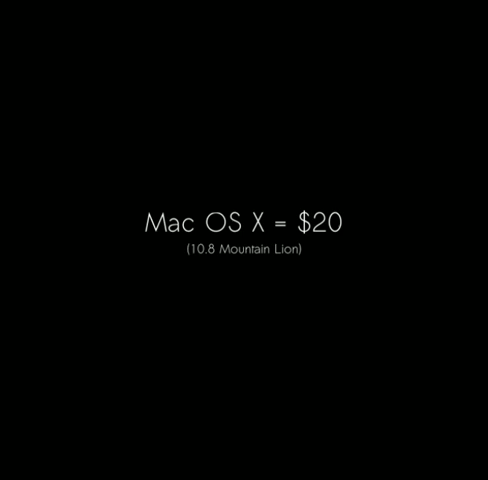 Mac OS X = $20
(10.8 Mountain Lion)